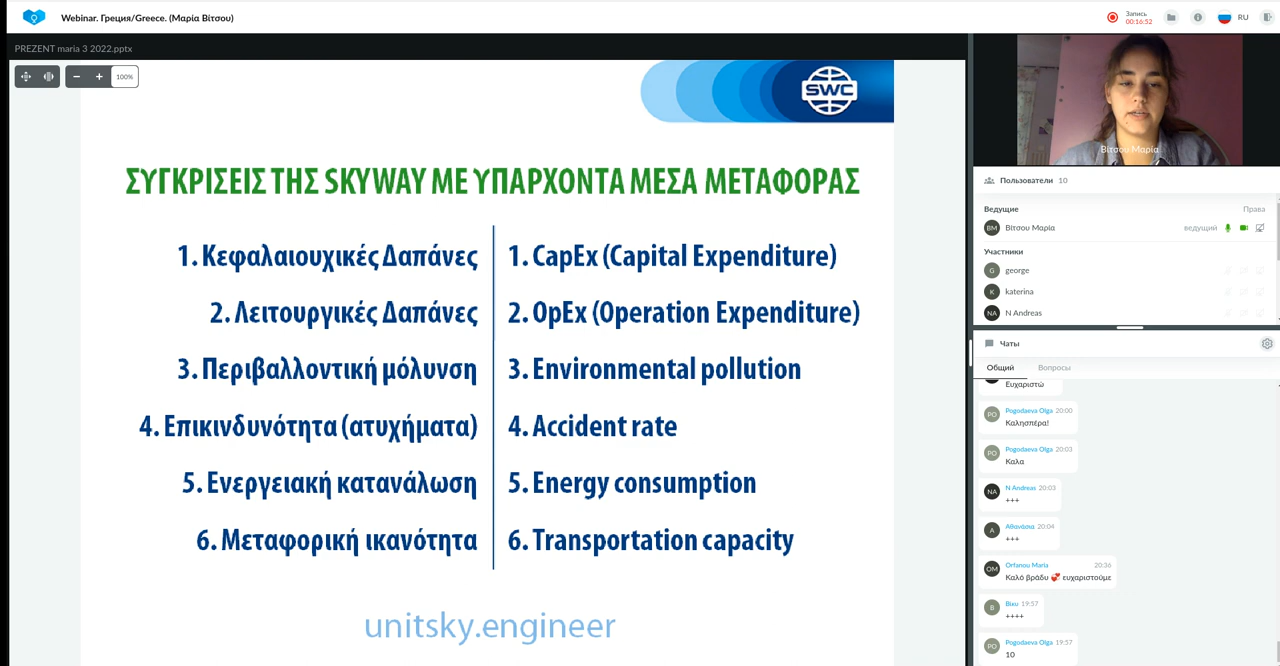 Webinar. Греция/Greece. (Марія Вітсου)
Запись
00:16:52
RU
PREZENT maria 3 2022.pptx
100%
SWC
ΣΥΓΚΡΙΣΕΙΣ ΤΗΣ SKYWAY ΜΕ ΥΠΑΡΧΟΝΤΑ ΜΕΣΑ ΜΕΤΑΦΟΡΑΣ
1. Κεφαλαιουχικές Δαπάνες
1. CapEx (Capital Expenditure)
2. Λειτουργικές Δαπάνες
2. OpEx (Operation Expenditure)
3. Περιβαλλοντική μόλυνση
3. Environmental pollution
4. Επικινδυνότητα (ατυχήματα)
4. Accident rate
5. Ενεργειακή κατανάλωση
5. Energy consumption
6. Μεταφορική ικανότητα
6. Transportation capacity
unitsky.engineer
Βίτσου Μαρία
Пользователи 10
Ведущие Права
ВМ Βίτσου Μαρία ведущий
Участники
G george
K katerina
NA N Andreas
Чаты
Общий Вопросы
Ευχαριστώ
PO Pogodaeva Olga 20:00
Καλησπέρα!
PO Pogodaeva Olga 20:03
Καλα
NA N Andreas 20:03
+++
A Αθανάσια 20:04
+++
OM Orfanou Maria 20:36
Καλό βράδυ 💞 ευχαριστούμε
B Βίκυ 19:57
++++
PO Pogodaeva Olga 19:57
10